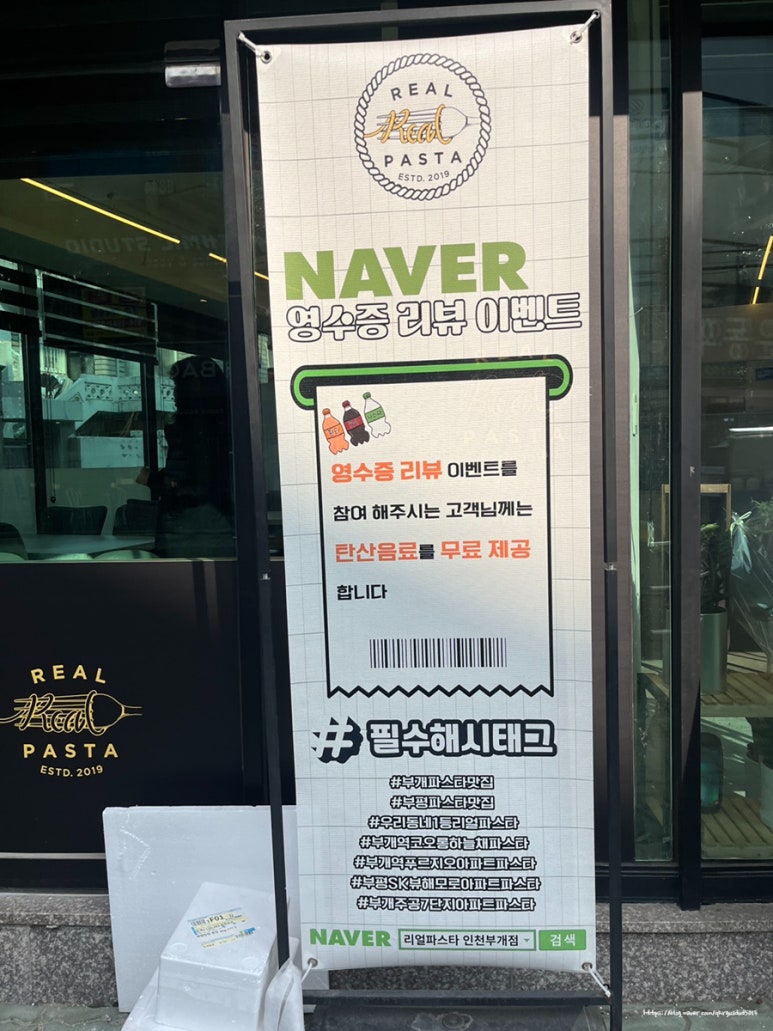 REAL
Real
PASTA
ESTD. 2019
NAVER
영수증 리뷰 이벤트
영수증 리뷰 이벤트를
참여 해주시는 고객님께는
탄산음료를 무료 제공
합니다
# 필수해시태그
#부개파스타맛집
#부평파스타맛집
#우리동네1등리얼파스타
#부개역코오롱하늘채파스타
#부개역푸르지오아파트파스타
#부평SK뷰해모로아파트파스타
#부개주공7단지아파트파스타
NAVER 리얼파스타 인천부개점 검색
REAL
Real
PASTA
ESTD. 2019